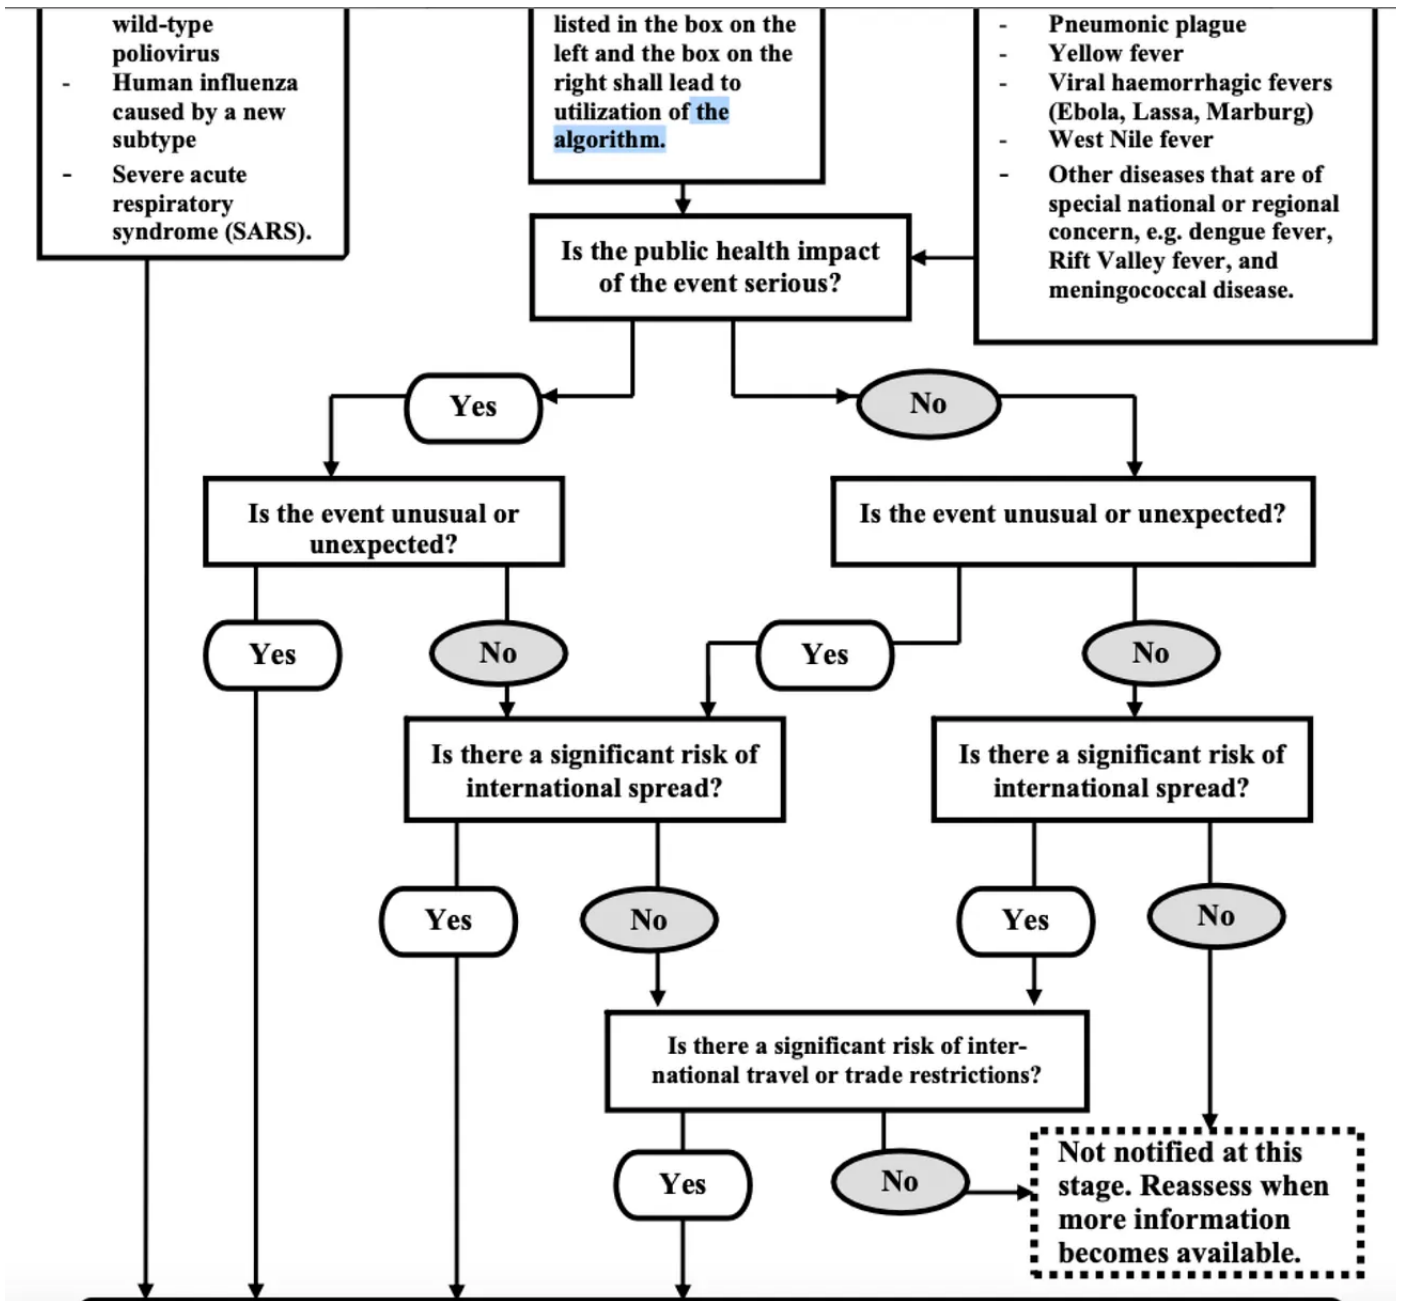 wild-type
poliovirus
- Human influenza
caused by a new
subtype
- Severe acute
respiratory
syndrome (SARS).
listed in the box on the
left and the box on the
right shall lead to
utilization of the
algorithm.
- Pneumonic plague
- Yellow fever
- Viral haemorrhagic fevers
(Ebola, Lassa, Marburg)
- West Nile fever
- Other diseases that are of
special national or regional
concern, e.g. dengue fever,
Rift Valley fever, and
meningococcal disease.
Is the public health impact
of the event serious?
Yes
No
Is the event unusual or
unexpected?
Is the event unusual or unexpected?
Yes
No
Yes
No
Is there a significant risk of
international spread?
Is there a significant risk of
international spread?
Yes
No
Yes
No
Is there a significant risk of inter-
national travel or trade restrictions?
Yes
No
Not notified at this
stage. Reassess when
more information
becomes available.